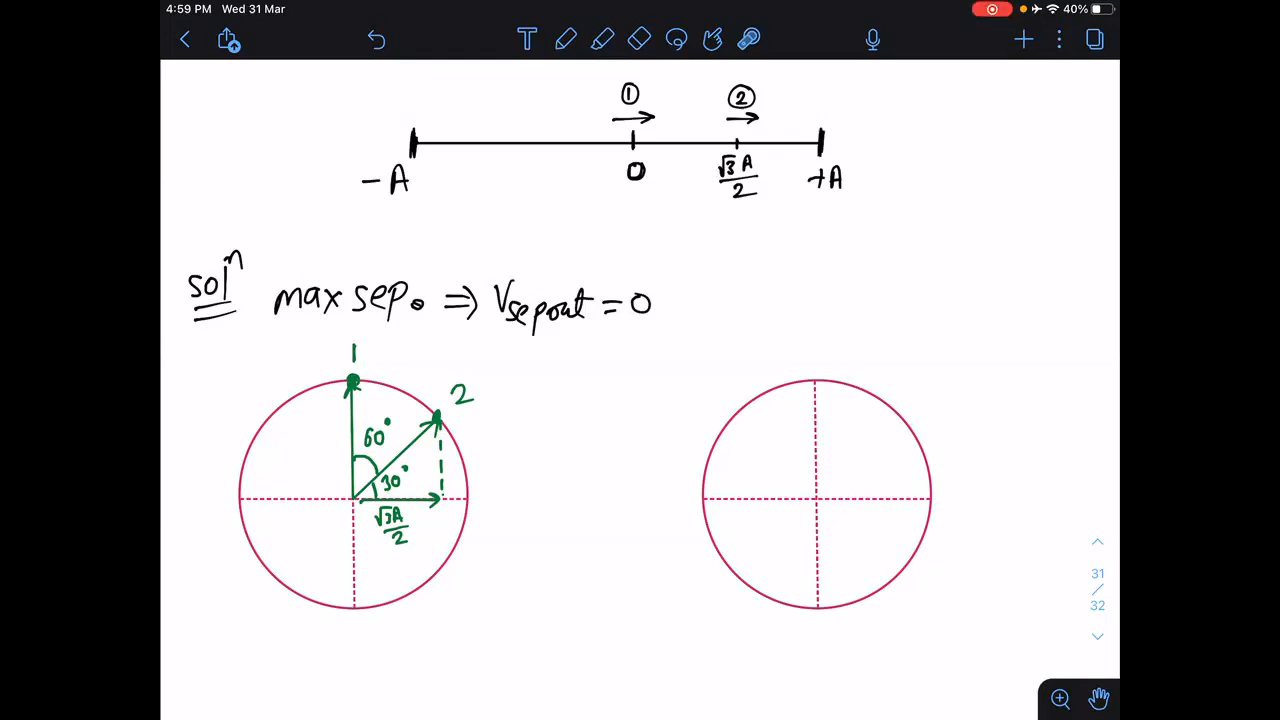 4:59 PM Wed 31 Mar
40%
T
① ②
-A 0 √3A/2 +A
solⁿ max sep. ⇒ Vsepout = 0
1
2
60°
30°
√3A/2
31
/
32